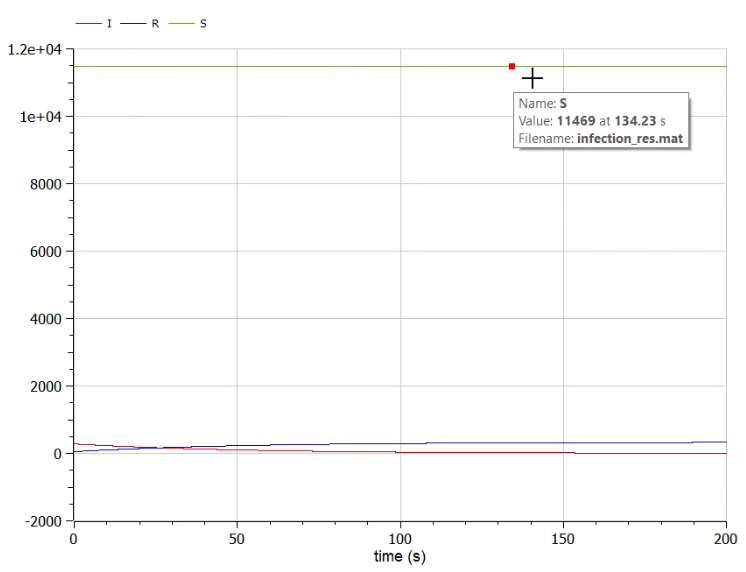 I R S
1.2e+04
1e+04
8000
6000
4000
2000
0
-2000
0 50 100 150 200
time (s)
Name: S
Value: 11469 at 134.23 s
Filename: infection_res.mat